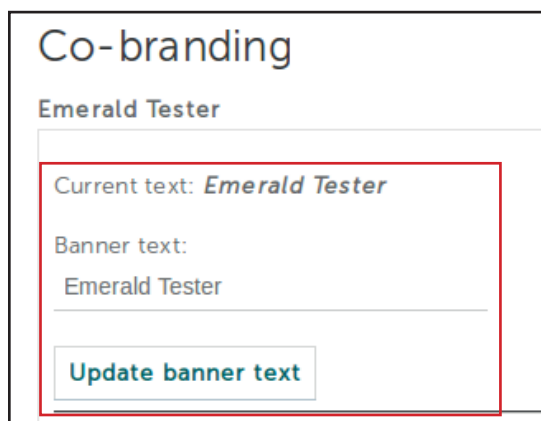 Co-branding
Emerald Tester
Current text: Emerald Tester
Banner text:
Emerald Tester
Update banner text